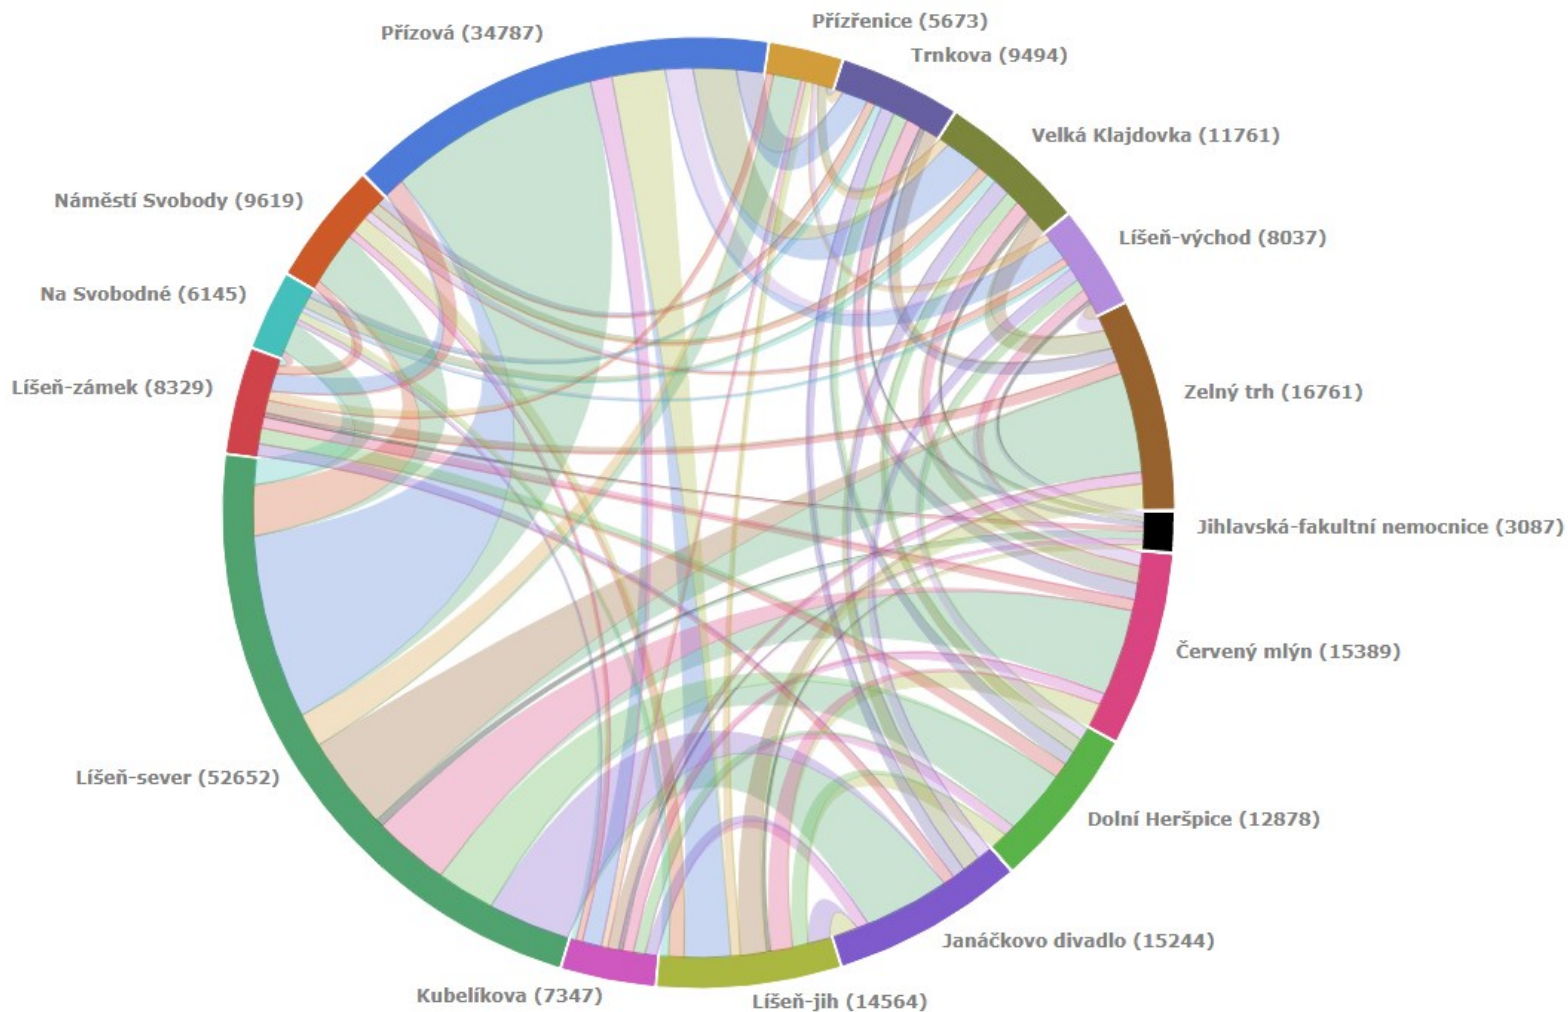 Přízová (34787)
Přízřenice (5673)
Trnkova (9494)
Velká Klajdovka (11761)
Náměstí Svobody (9619)
Líšeň-východ (8037)
Na Svobodné (6145)
Líšeň-zámek (8329)
Zelný trh (16761)
Jihlavská-fakultní nemocnice (3087)
Červený mlýn (15389)
Líšeň-sever (52652)
Dolní Heršpice (12878)
Janáčkovo divadlo (15244)
Kubelíkova (7347)
Líšeň-jih (14564)